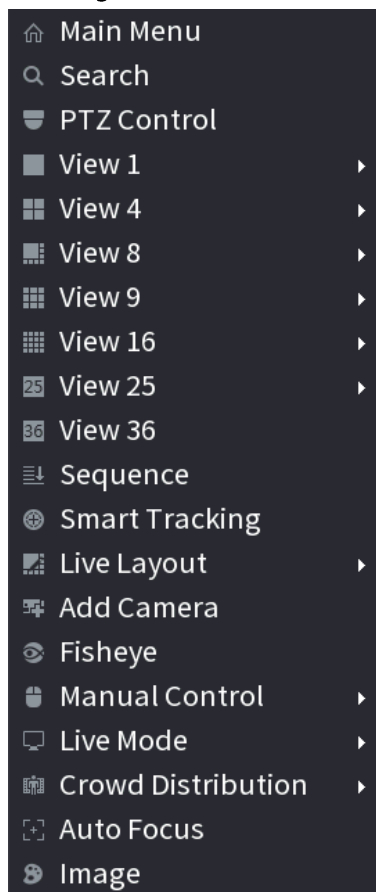 Main Menu
Search
PTZ Control
View 1
View 4
View 8
View 9
View 16
25 View 25
36 View 36
Sequence
Smart Tracking
Live Layout
Add Camera
Fisheye
Manual Control
Live Mode
Crowd Distribution
Auto Focus
Image